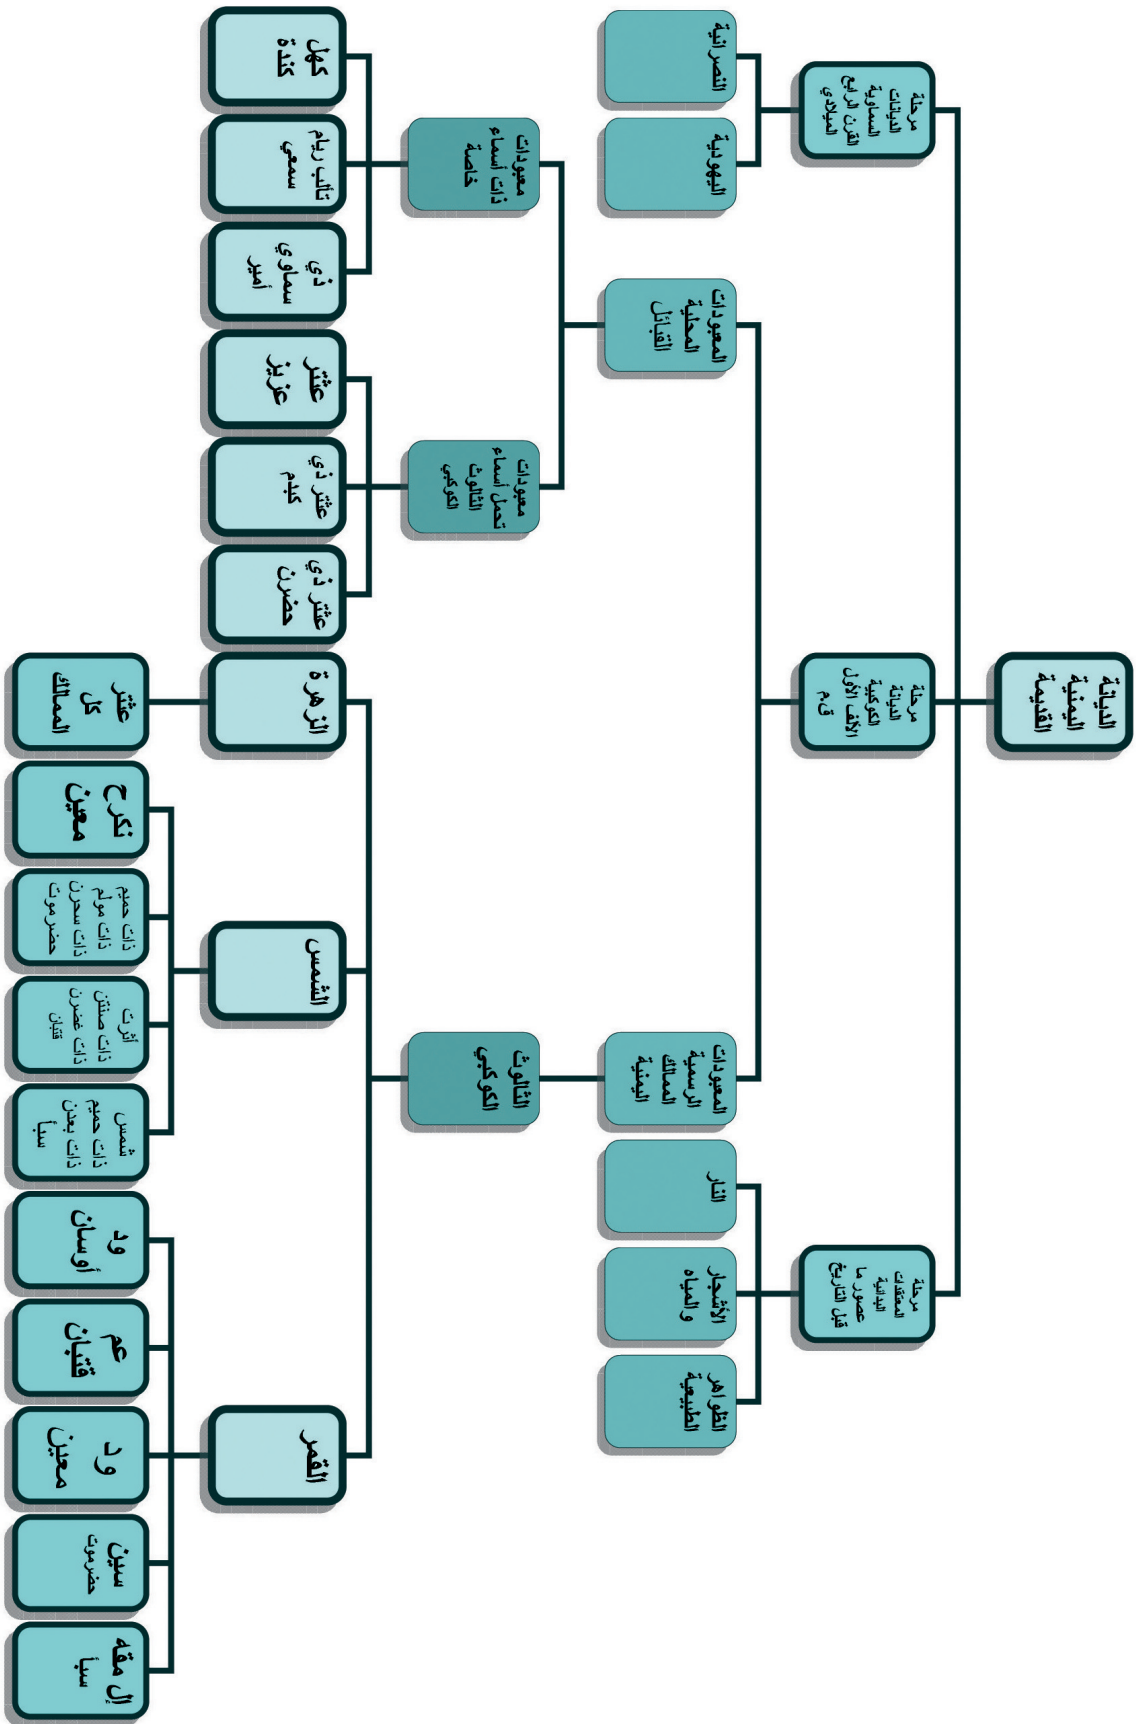 الديانة
اليمنية
القديمة
مرحلة
المعتقدات
البدائية
عصور ما
قبل التاريخ
مرحلة
الديانة
الكوكبية
الألف الأول
ق.م
مرحلة
الديانات
السماوية
القرن الرابع
الميلادي
الظواهر
الطبيعية
الأشجار
والمياه
النار
المعبودات
الرسمية
الممالك
اليمنية
المعبودات
المحلية
القبائل
اليهودية
النصرانية
الثالوث
الكوكبي
معبودات
تحمل أسماء
الثالوث
الكوكبي
معبودات
ذات أسماء
خاصة
القمر
الشمس
الزهرة
عثتر ذي
حضرن
عثتر ذي
كبدم
عثتر
عزيز
ذي
سماوي
أمير
تألب ريام
سمعي
كهل
كندة
إل مقه
سبأ
سين
حضرموت
ود
معين
عم
قتبان
ود
أوسان
شمس
ذات حميم
ذات بعدن
سبأ
أثرت
ذات صنتن
ذات غضرن
قتبان
ذات حميم
ذات مولم
ذات سحرن
حضرموت
نكرح
معين
عثتر
كل
الممالك